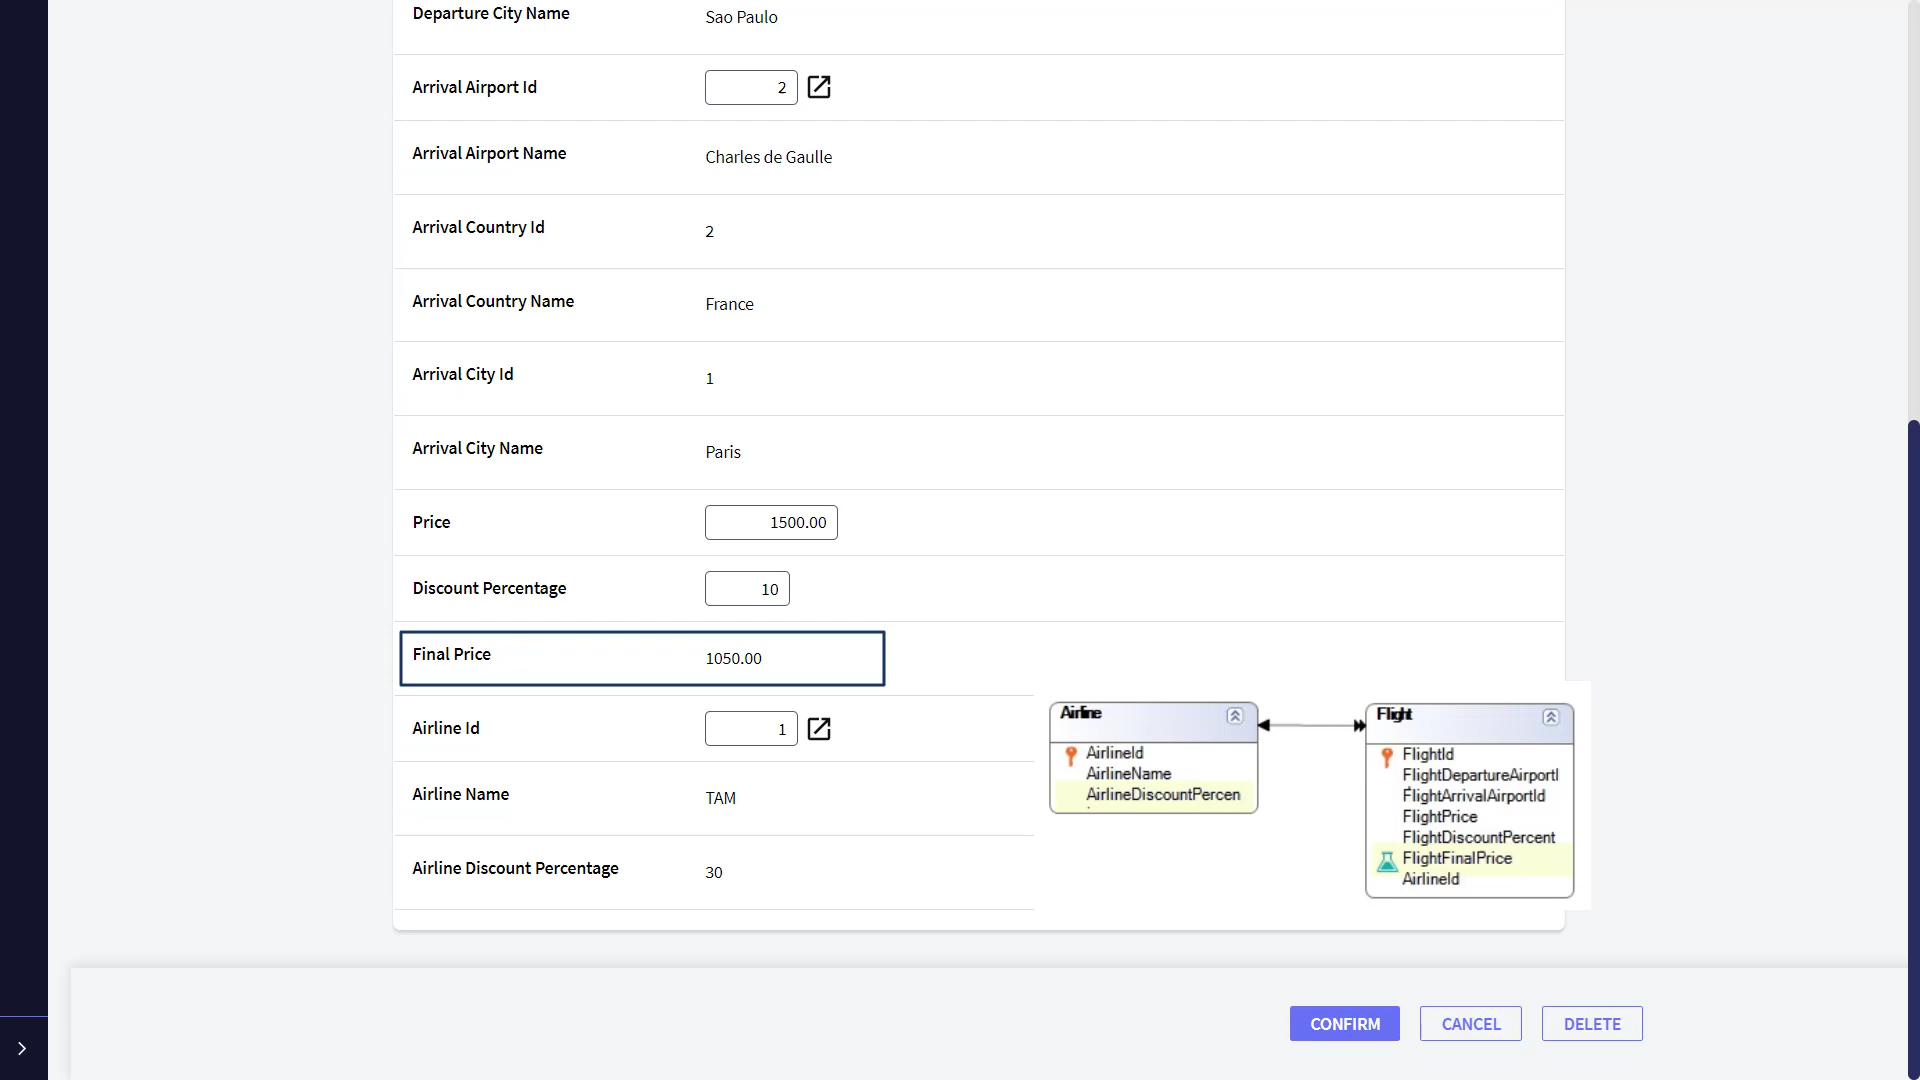 Departure City Name Sao Paulo
Arrival Airport Id 2
Arrival Airport Name Charles de Gaulle
Arrival Country Id 2
Arrival Country Name France
Arrival City Id 1
Arrival City Name Paris
Price 1500.00
Discount Percentage 10
Final Price 1050.00
Airline Id 1
Airline Name TAM
Airline Discount Percentage 30
Airline
AirlineId
AirlineName
AirlineDiscountPercen
Flight
FlightId
FlightDepartureAirportI
FlightArrivalAirportId
FlightPrice
FlightDiscountPercent
FlightFinalPrice
AirlineId
CONFIRM CANCEL DELETE